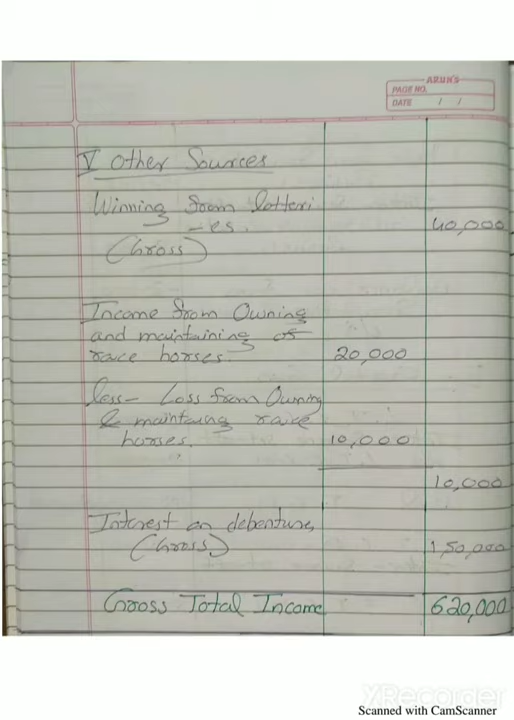 ARUN'S
PAGE NO.
DATE / /
V Other Sources
Winning from lotteri
-es. 40,000
(Gross)
Income from Owning
and maintaining of
race horses. 20,000
less- Loss from Owning
& maintaing race
horses. 10,000
10,000
Interest on debenture,
(Gross) 1,50,000
Gross Total Income 620,000
XRecorder
Scanned with CamScanner